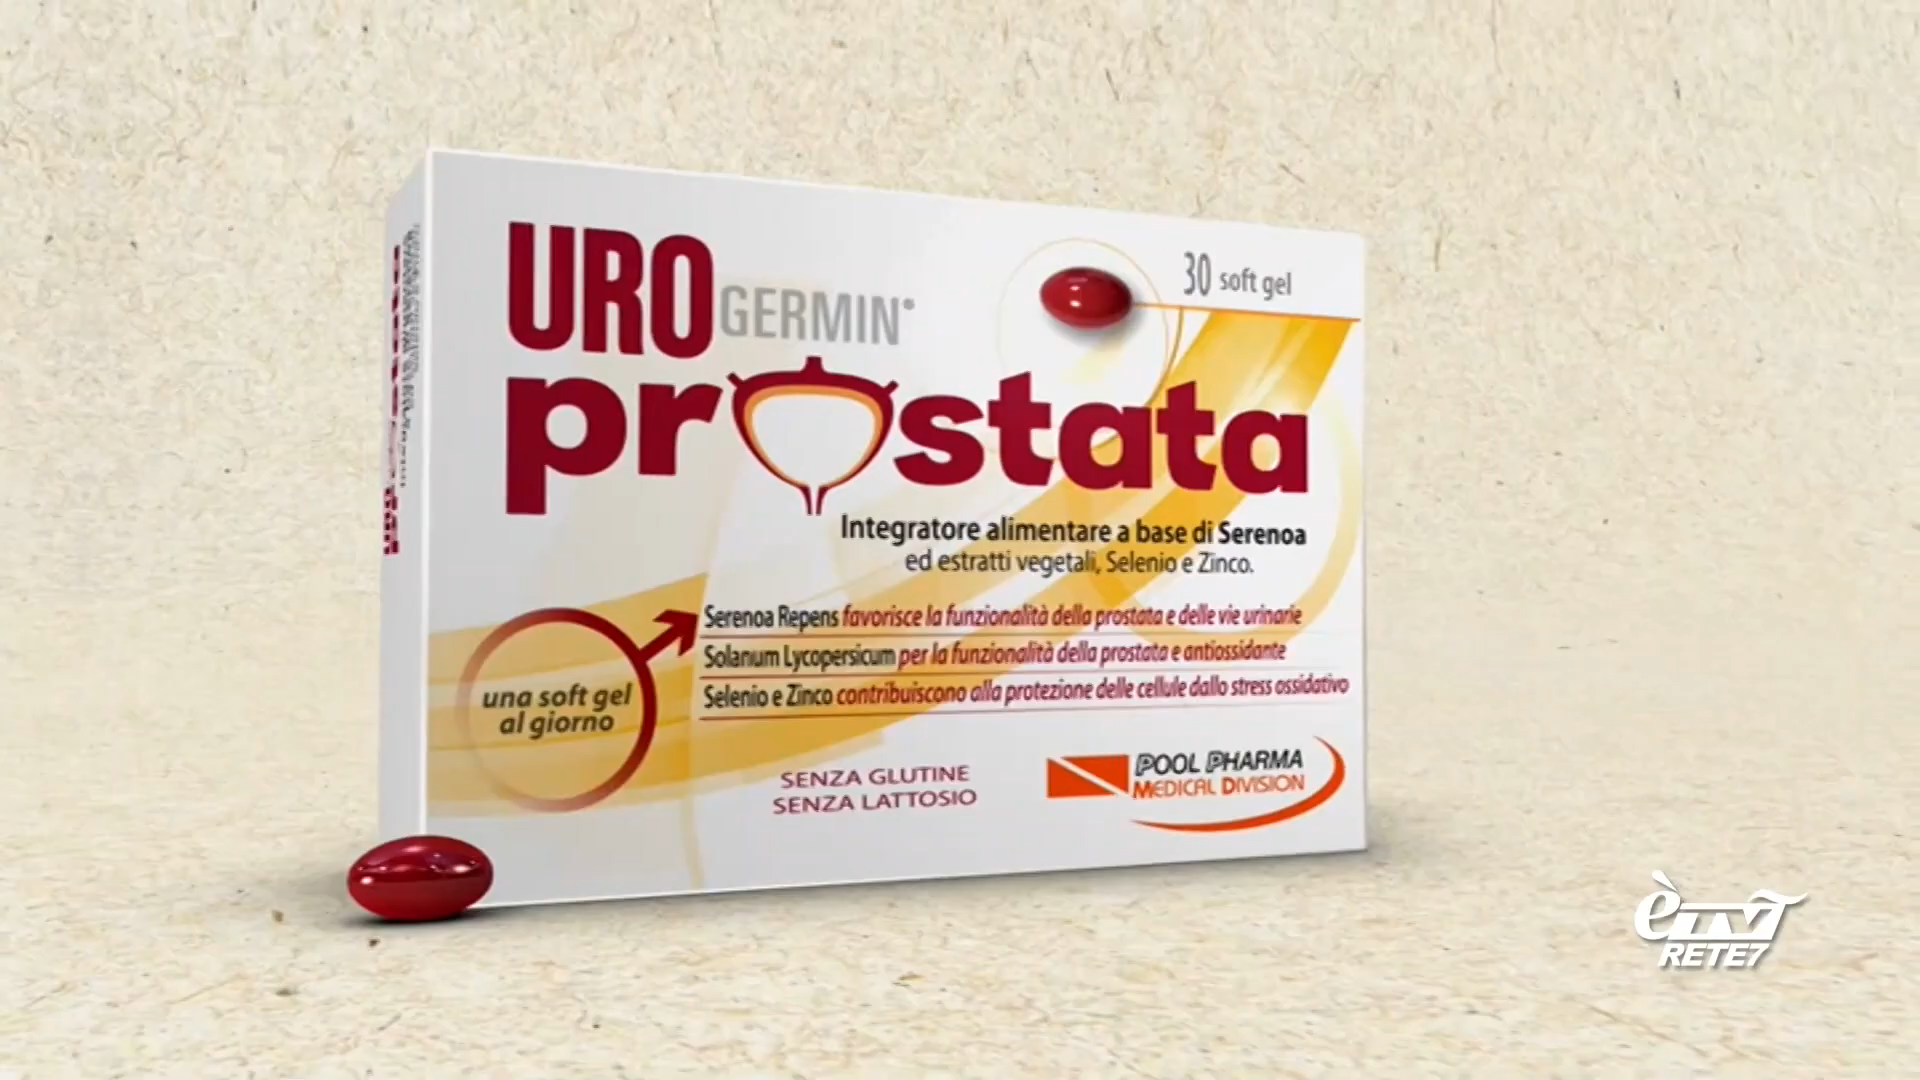 UROGERMIN
prostata
30 soft gel
Integratore alimentare a base di Serenoa
ed estratti vegetali, Selenio e Zinco.
Serenoa Repens favorisce la funzionalità della prostata e delle vie urinarie
Solanum Lycopersicum per la funzionalità della prostata e antiossidante
Selenio e Zinco contribuiscono alla protezione delle cellule dallo stress ossidativo
una soft gel
al giorno
SENZA GLUTINE
SENZA LATTOSIO
POOL PHARMA
MEDICAL DIVISION
èTV
RETE7